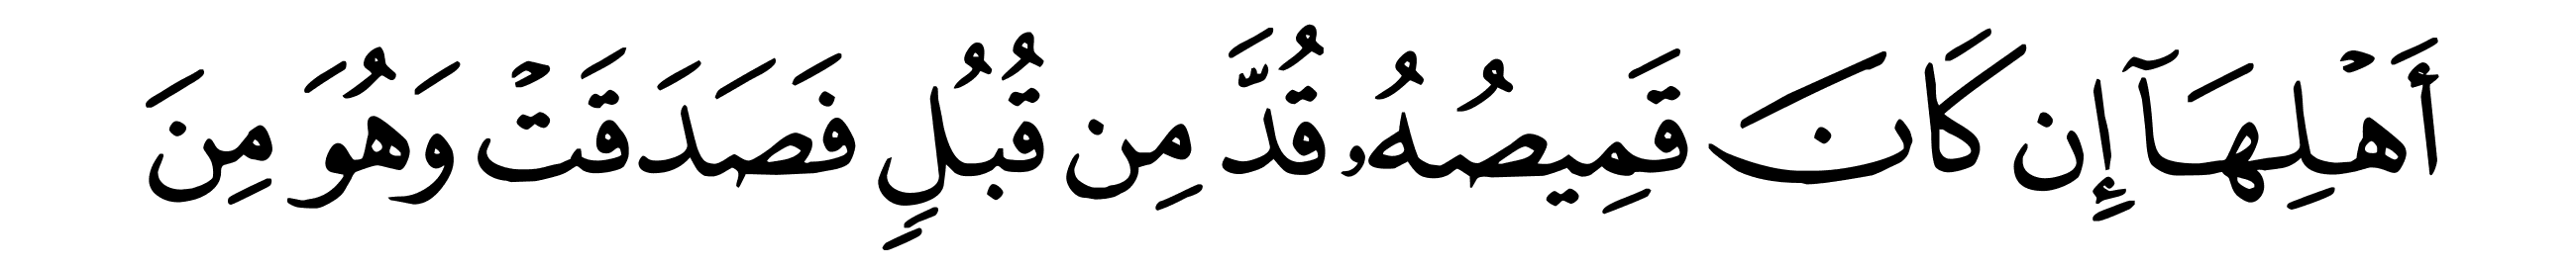 أَهْلِهَآ إِن كَانَ قَمِيصُهُۥ قُدَّ مِن قُبُلٍ فَصَدَقَتْ وَهُوَ مِنَ